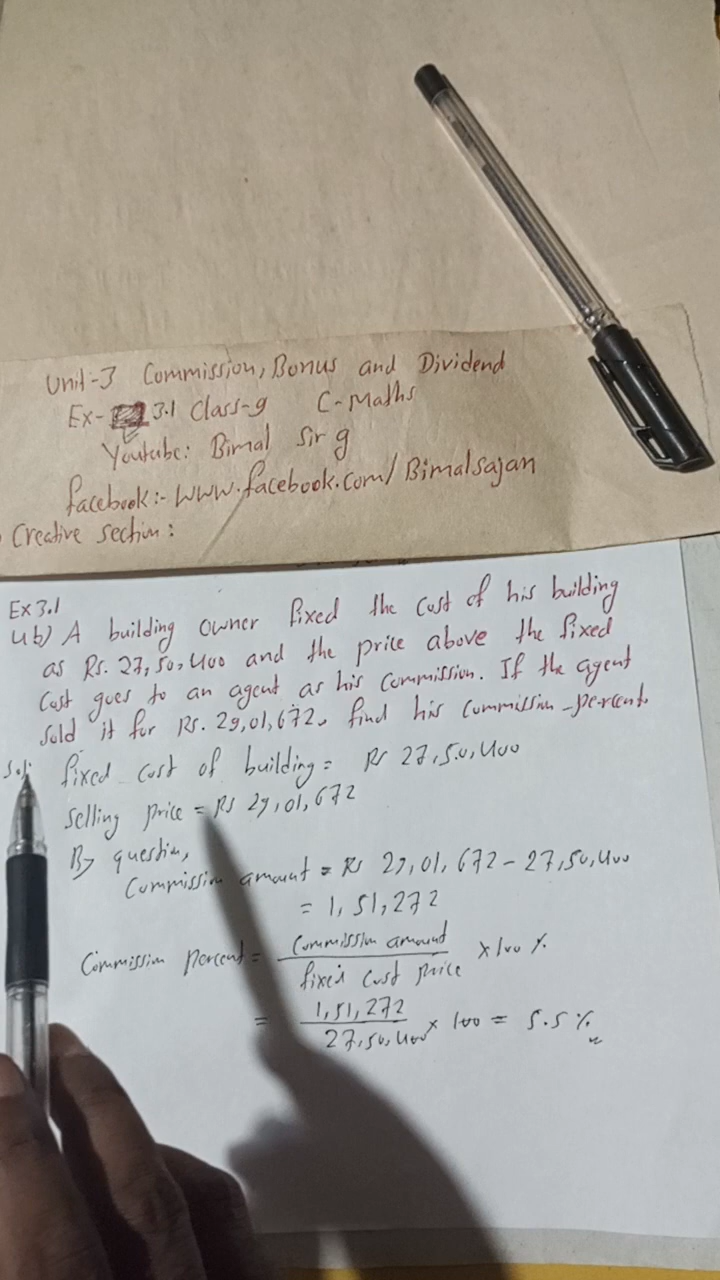 Unit-3 Commission, Bonus and Dividend
Ex- 3.1 Class-9 C-Maths
Youtube: Bimal Sir g
facebook:- www.facebook.com/Bimalsajan
Creative section:
Ex 3.1
4b) A building owner fixed the cost of his building
as Rs. 27,50,400 and the price above the fixed
cost goes to an agent as his commission. If the agent
sold it for Rs. 29,01,672, find his commission-percent.
Sol: fixed cost of building = Rs 27,50,400
Selling price = Rs 29,01,672
By question,
Commission amount = Rs 29,01,672 - 27,50,400
= 1,51,272
Commission percent = Commission amount / fixed cost price × 100 %
= 1,51,272 / 27,50,400 × 100 = 5.5 %